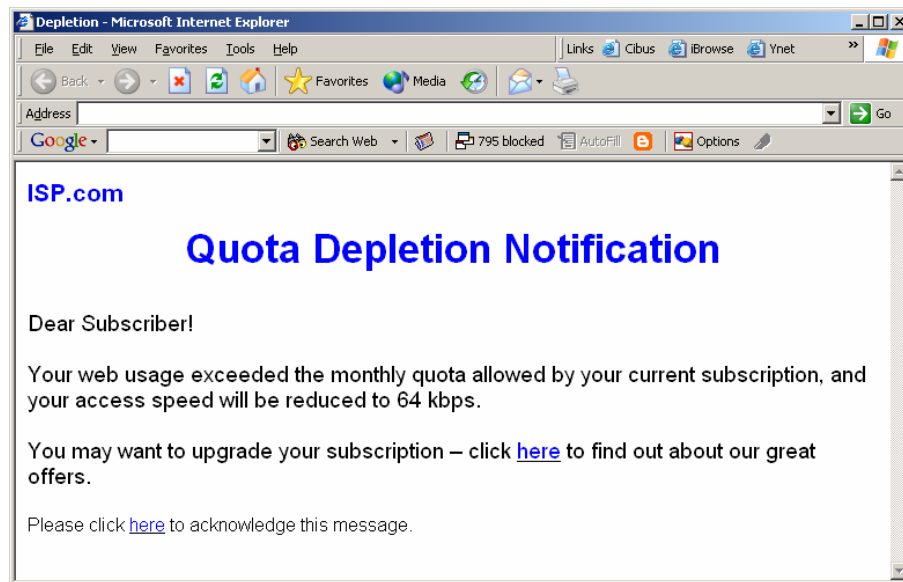 Depletion - Microsoft Internet Explorer
File Edit View Favorites Tools Help Links Cibus iBrowse Ynet »
Back Favorites Media
Address Go
Google Search Web 795 blocked AutoFill Options
ISP.com
Quota Depletion Notification
Dear Subscriber!
Your web usage exceeded the monthly quota allowed by your current subscription, and
your access speed will be reduced to 64 kbps.
You may want to upgrade your subscription – click here to find out about our great
offers.
Please click here to acknowledge this message.